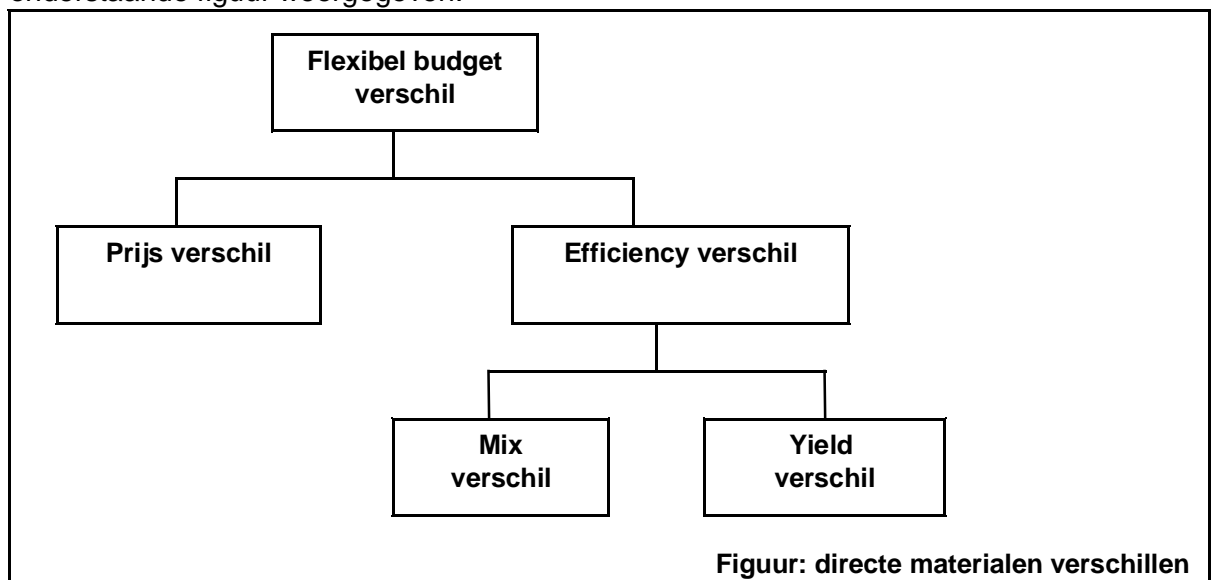 Flexibel budget
verschil
Prijs verschil
Efficiency verschil
Mix
verschil
Yield
verschil
Figuur: directe materialen verschillen